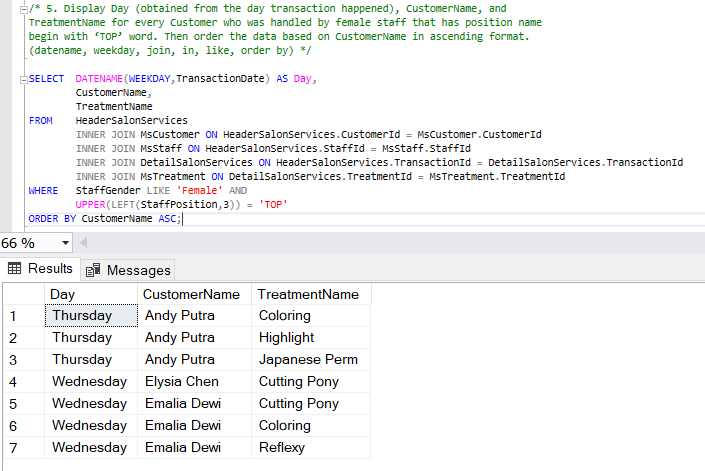 /* 5. Display Day (obtained from the day transaction happened), CustomerName, and
TreatmentName for every Customer who was handled by female staff that has position name
begin with ‘TOP’ word. Then order the data based on CustomerName in ascending format.
(datename, weekday, join, in, like, order by) */
SELECT DATENAME(WEEKDAY,TransactionDate) AS Day,
CustomerName,
TreatmentName
FROM HeaderSalonServices
INNER JOIN MsCustomer ON HeaderSalonServices.CustomerId = MsCustomer.CustomerId
INNER JOIN MsStaff ON HeaderSalonServices.StaffId = MsStaff.StaffId
INNER JOIN DetailSalonServices ON HeaderSalonServices.TransactionId = DetailSalonServices.TransactionId
INNER JOIN MsTreatment ON DetailSalonServices.TreatmentId = MsTreatment.TreatmentId
WHERE StaffGender LIKE 'Female' AND
UPPER(LEFT(StaffPosition,3)) = 'TOP'
ORDER BY CustomerName ASC;
66 %
Results Messages
Day CustomerName TreatmentName
1 Thursday Andy Putra Coloring
2 Thursday Andy Putra Highlight
3 Thursday Andy Putra Japanese Perm
4 Wednesday Elysia Chen Cutting Pony
5 Wednesday Emalia Dewi Cutting Pony
6 Wednesday Emalia Dewi Coloring
7 Wednesday Emalia Dewi Reflexy